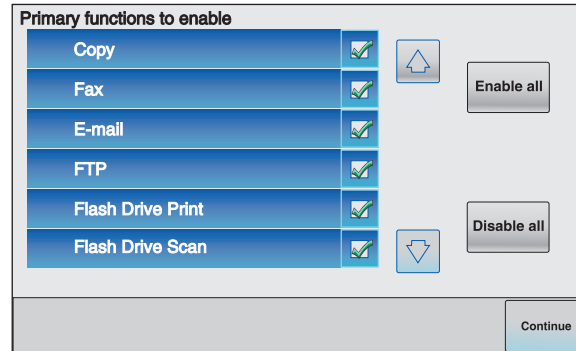 Primary functions to enable
Copy
Fax
Enable all
E-mail
FTP
Flash Drive Print
Disable all
Flash Drive Scan
Continue